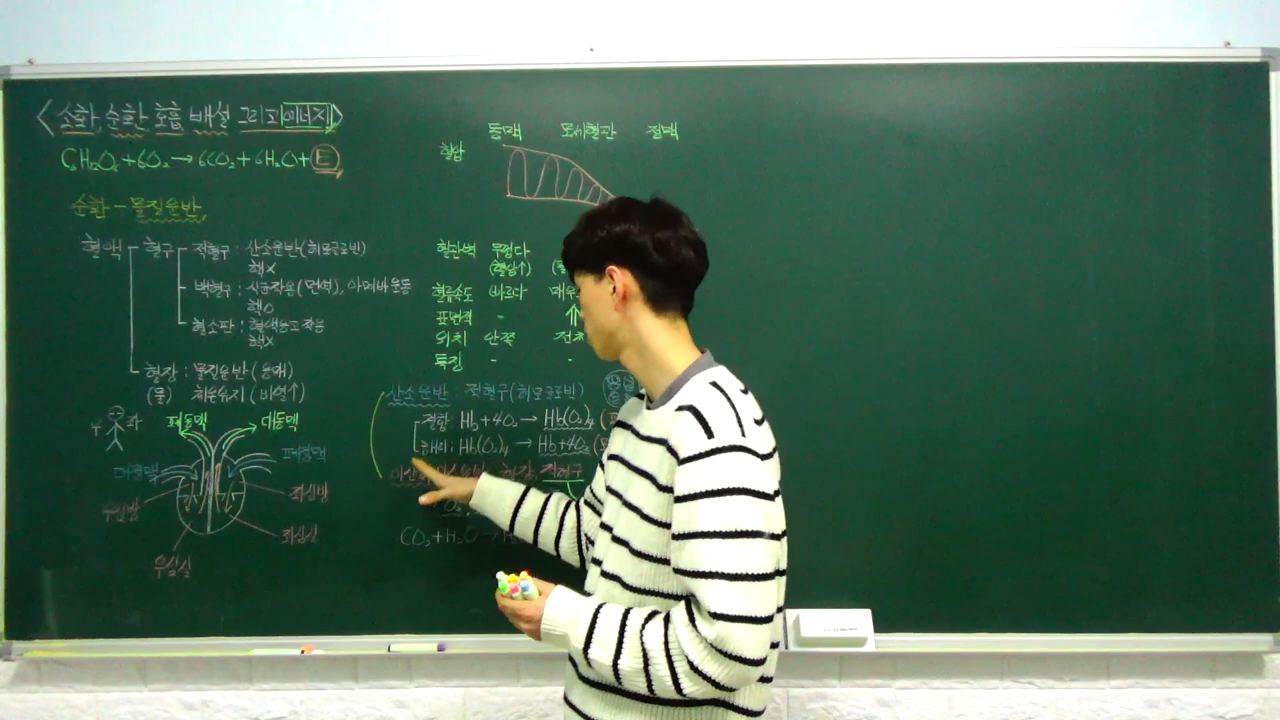 <소화, 순환, 호흡, 배설 그리고 에너지>
C₆H₁₂O₆+6O₂→6CO₂+6H₂O+E
순환 - 물질운반
혈액
혈구
적혈구 : 산소운반(헤모글로빈)
핵X
백혈구 : 식균작용(면역), 아메바운동
핵O
혈소판 : 혈액응고작용
핵X
혈장 : 물질운반(용매)
(물) 체온유지(비열↑)
우 좌
폐동맥 대동맥
대정맥 폐정맥
우심방 좌심방
좌심실
우심실
동맥 모세혈관 정맥
혈압
혈관벽 두껍다
(혈압↑)
혈류속도 빠르다 매우
표면적 - ⇑
위치 안쪽 전체
특징 - -
산소운반 : 적혈구(헤모글로빈)
결합: Hb+4O₂ → Hb(O₂)₄
해리: Hb(O₂)₄ → Hb+4O₂
혈장, 적혈구
CO₂+H₂O→H